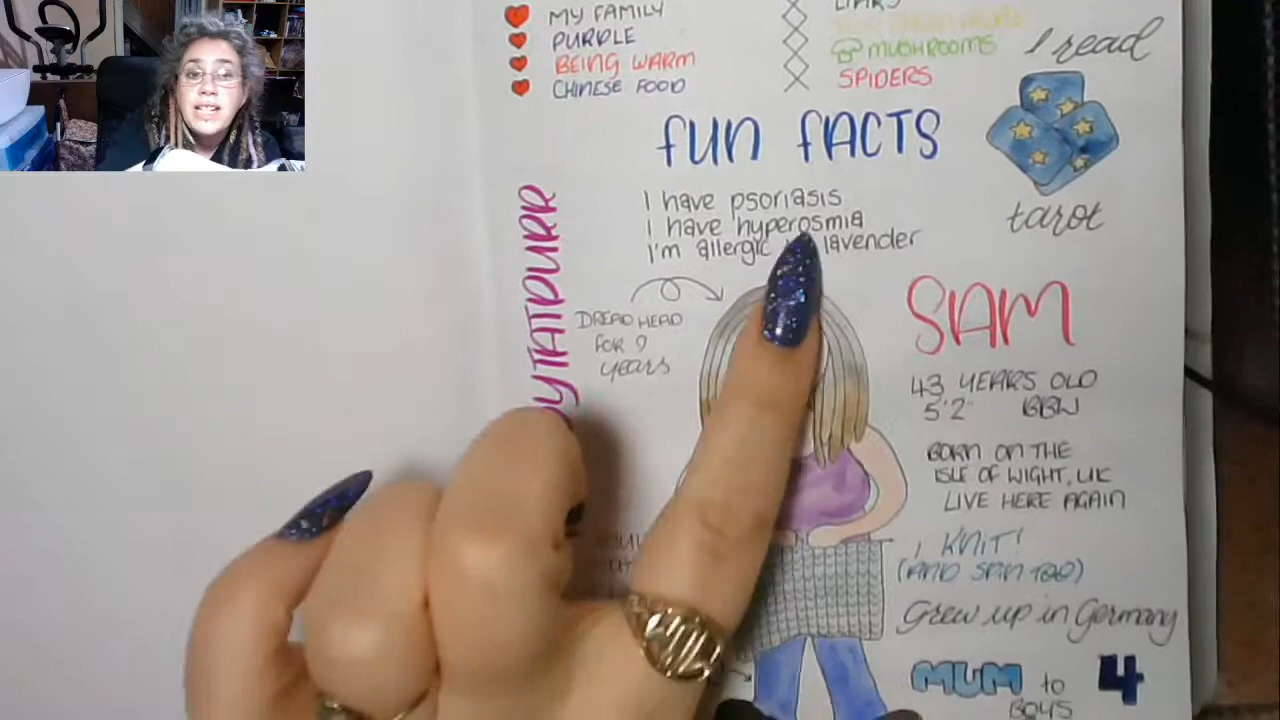 MY FAMILY
PURPLE
BEING WARM
CHINESE FOOD
LIARS
MUSHROOMS
SPIDERS
I read
tarot
FUN FACTS
I have psoriasis
I have hyperosmia
I'm allergic lavender
DREAD HEAD
FOR 9
years
SAM
43 YEARS OLD
5'2" BBW
BORN ON THE
ISLE OF WIGHT, UK
LIVE HERE AGAIN
I KNIT!
(AND SPIN TOO)
Grew up in Germany
MUM to 4
BOYS